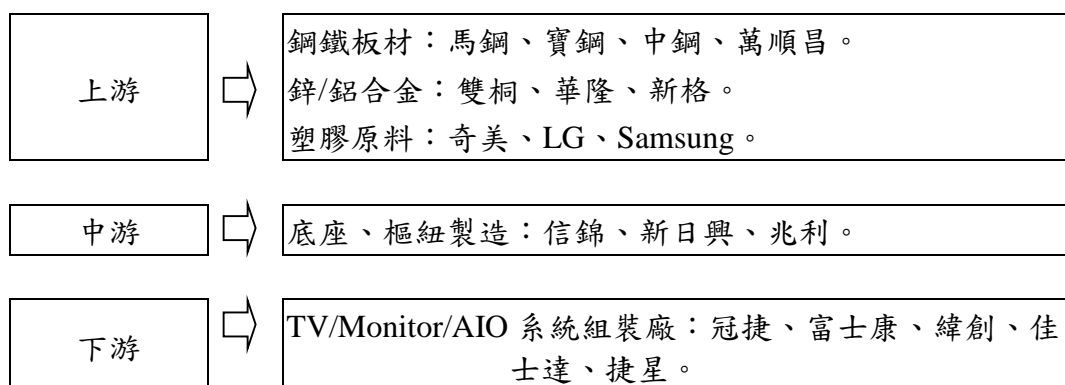 上游
鋼鐵板材：馬鋼、寶鋼、中鋼、萬順昌。
鋅/鋁合金：雙桐、華隆、新格。
塑膠原料：奇美、LG、Samsung。
中游
底座、樞紐製造：信錦、新日興、兆利。
下游
TV/Monitor/AIO 系統組裝廠：冠捷、富士康、緯創、佳
士達、捷星。